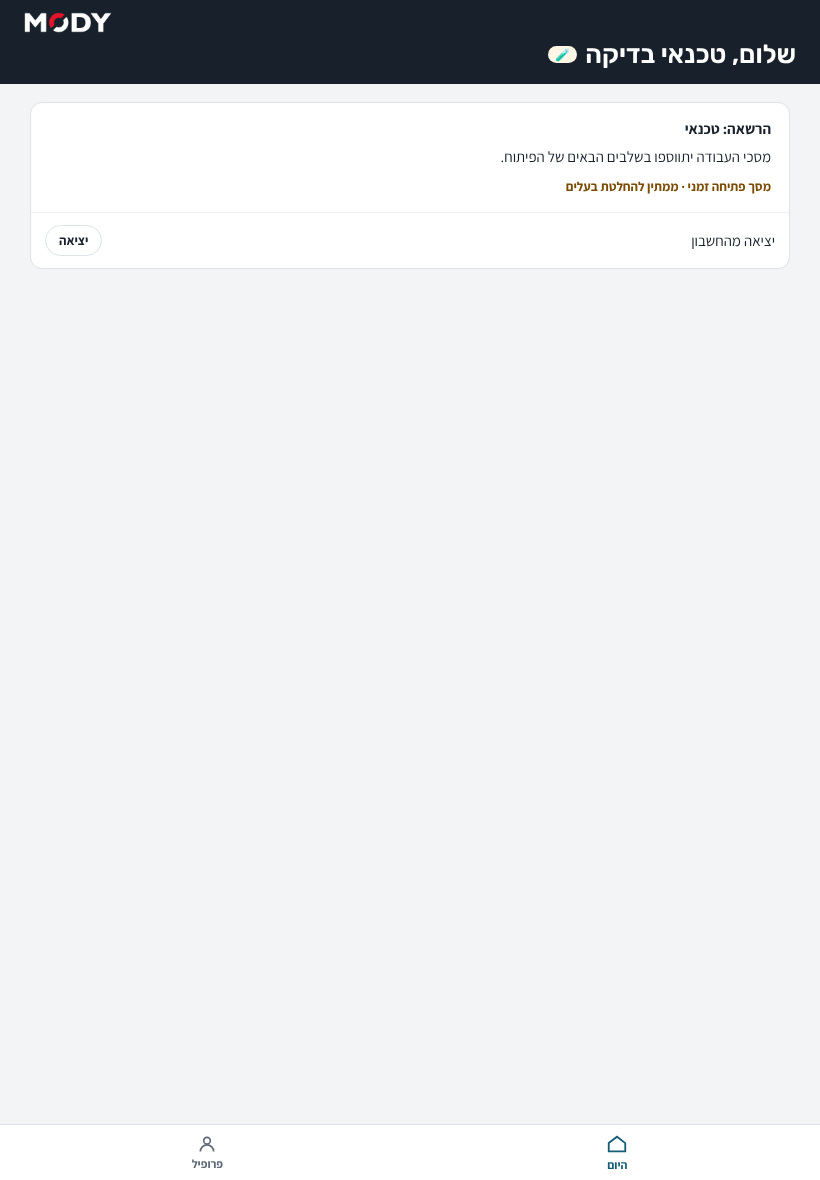 MODY
שלום, טכנאי בדיקה 🧪
הרשאה: טכנאי
מסכי העבודה יתווספו בשלבים הבאים של הפיתוח.
מסך פתיחה זמני · ממתין להחלטת בעלים
יציאה מהחשבון
יציאה
היום
פרופיל